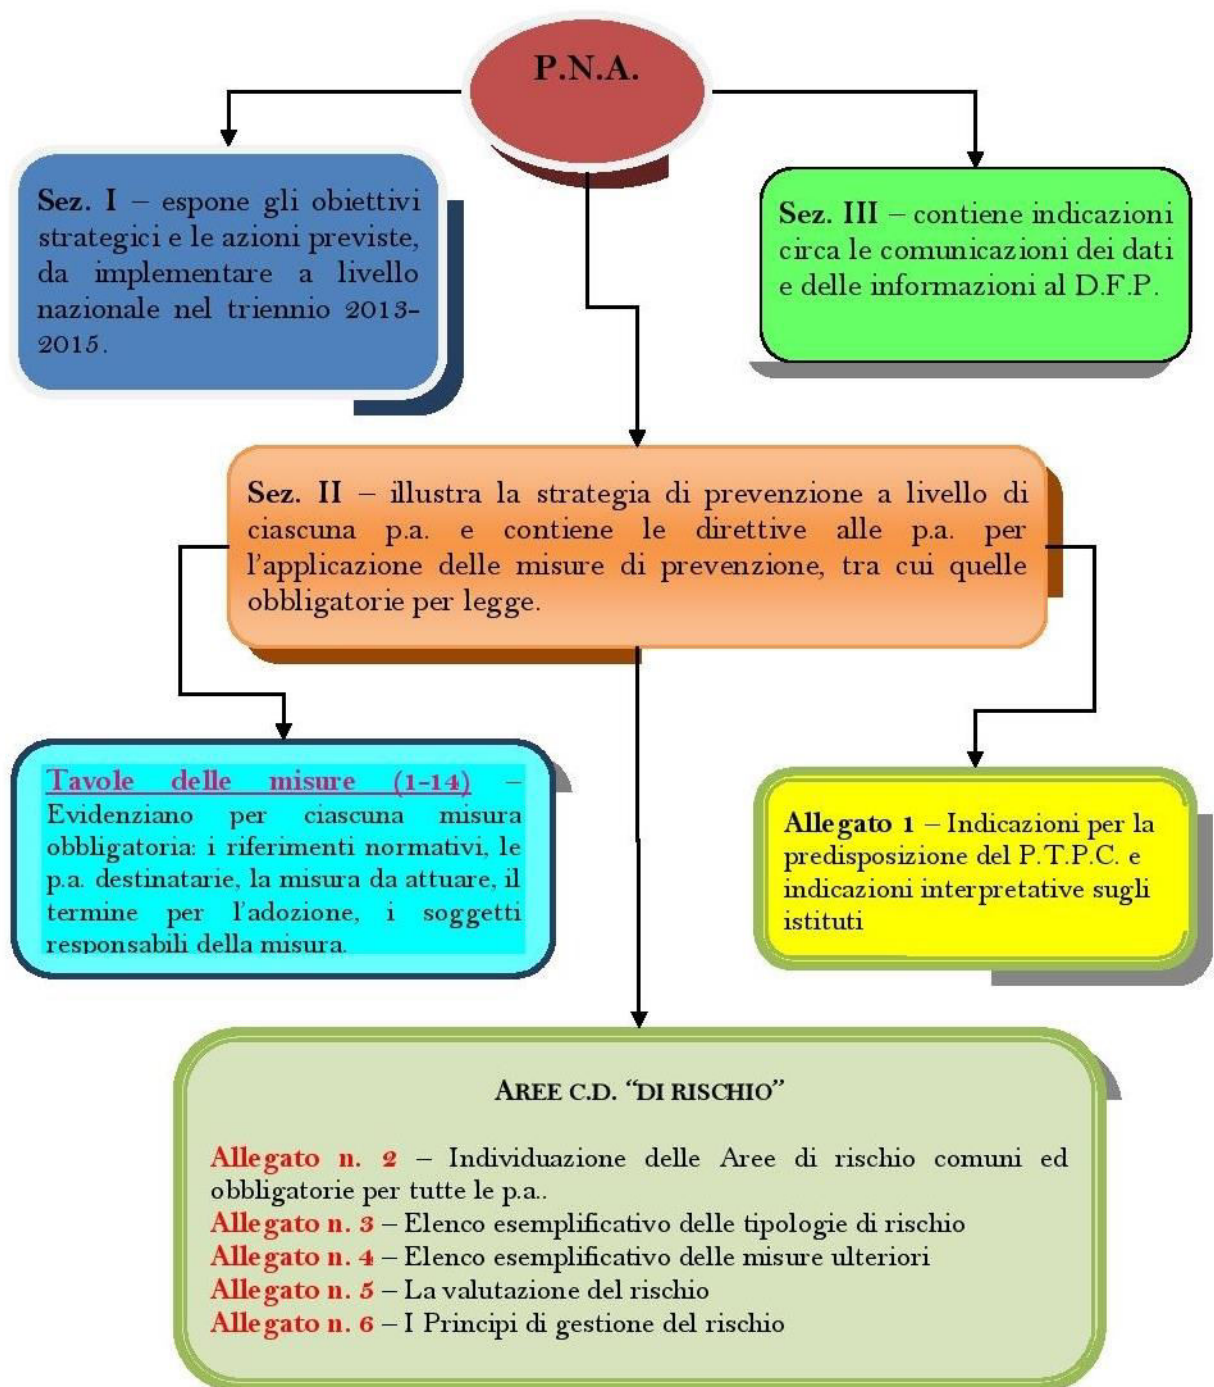 P.N.A.
Sez. I – espone gli obiettivi
strategici e le azioni previste,
da implementare a livello
nazionale nel triennio 2013-
2015.
Sez. III – contiene indicazioni
circa le comunicazioni dei dati
e delle informazioni al D.F.P.
Sez. II – illustra la strategia di prevenzione a livello di
ciascuna p.a. e contiene le direttive alle p.a. per
l'applicazione delle misure di prevenzione, tra cui quelle
obbligatorie per legge.
Tavole delle misure (1-14) –
Evidenziano per ciascuna misura
obbligatoria: i riferimenti normativi, le
p.a. destinatarie, la misura da attuare, il
termine per l'adozione, i soggetti
responsabili della misura.
Allegato 1 – Indicazioni per la
predisposizione del P.T.P.C. e
indicazioni interpretative sugli
istituti
AREE C.D. “DI RISCHIO”
Allegato n. 2 – Individuazione delle Aree di rischio comuni ed
obbligatorie per tutte le p.a..
Allegato n. 3 – Elenco esemplificativo delle tipologie di rischio
Allegato n. 4 – Elenco esemplificativo delle misure ulteriori
Allegato n. 5 – La valutazione del rischio
Allegato n. 6 – I Principi di gestione del rischio